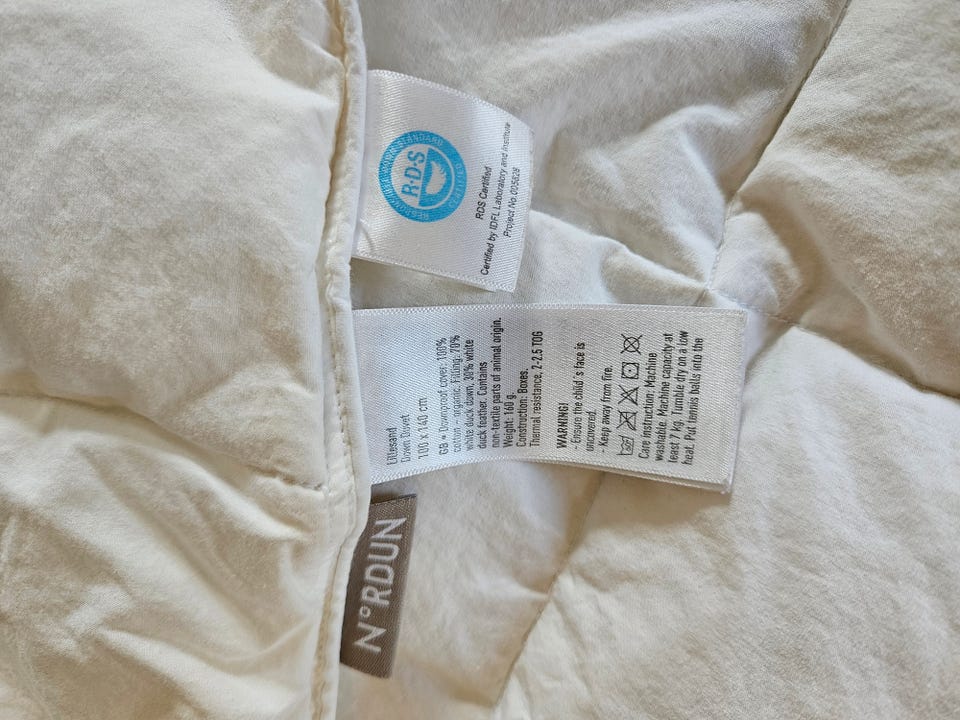 RESPONSIBLE DOWN STANDARD
R·D·S
CERTIFIED
RDS Certified
Certified by IDFL Laboratory and Institute
Project No.005628
Lillesand
Down Duvet
100 x 140 cm
GB • Downproof cover: 100%
cotton - organic. Filling: 70%
white duck down, 30% white
duck feather. Contains
non-textile parts of animal origin.
Weight: 160 g.
Construction: Boxes.
Thermal resistance, 2-2.5 TOG
WARNING!
- Ensure the child´s face is
uncovered.
- Keep away from fire.
Care instruction: Machine
washable. Machine capacity at
least 7 kg. Tumble dry on a low
heat. Put tennis balls into the
N°RDUN